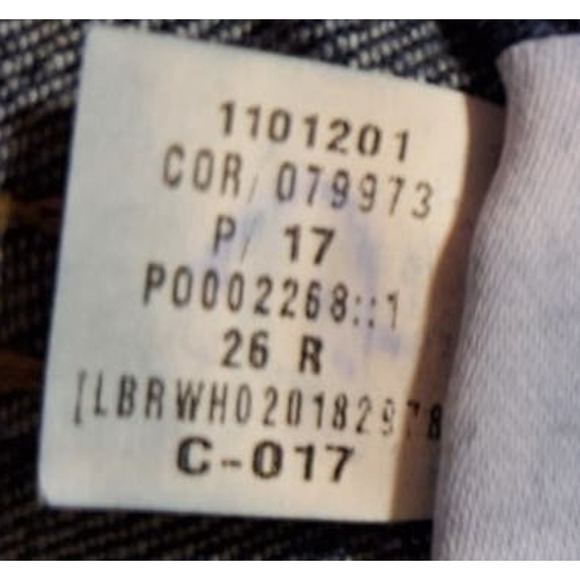 1101201
COR/079973
P/ 17
P0002268::1
26 R
[LBRWH020182978
C-017